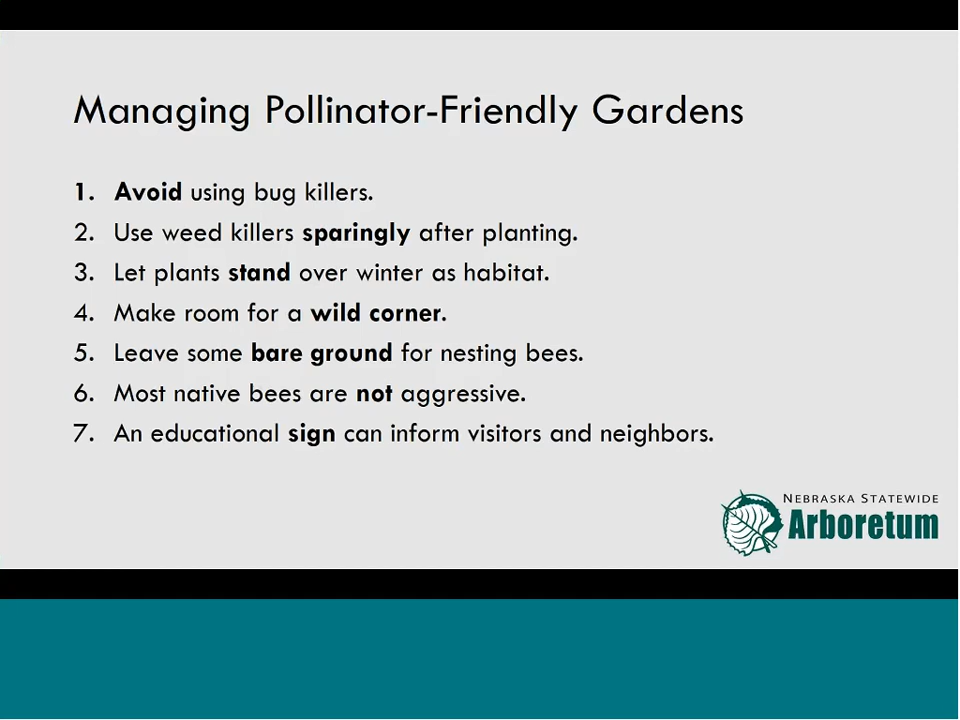 Managing Pollinator-Friendly Gardens
1. Avoid using bug killers.
2. Use weed killers sparingly after planting.
3. Let plants stand over winter as habitat.
4. Make room for a wild corner.
5. Leave some bare ground for nesting bees.
6. Most native bees are not aggressive.
7. An educational sign can inform visitors and neighbors.
NEBRASKA STATEWIDE
Arboretum